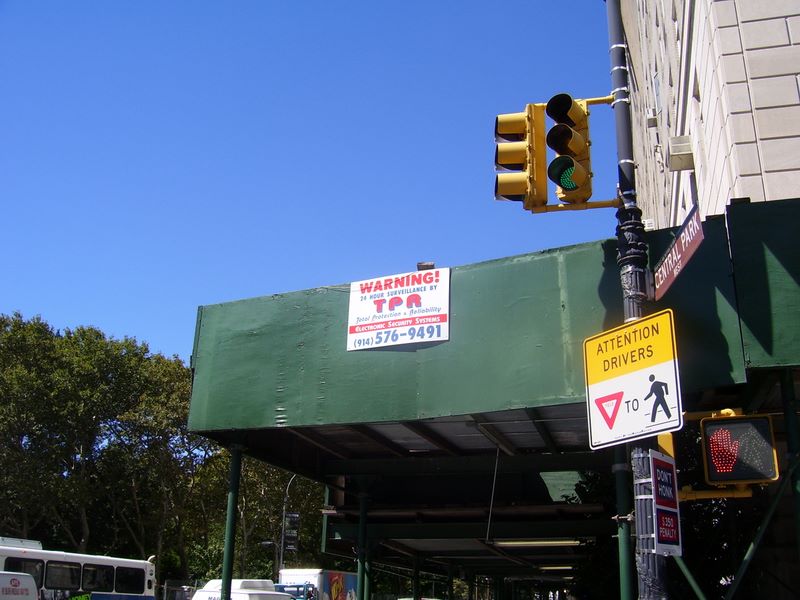 WARNING!
24 HOUR SURVEILLANCE BY
TPR
Total Protection & Reliability
ELECTRONIC SECURITY SYSTEMS
(914) 576-9491
CENTRAL PARK
WEST
ATTENTION
DRIVERS
TO
DON'T
HONK
$350
PENALTY